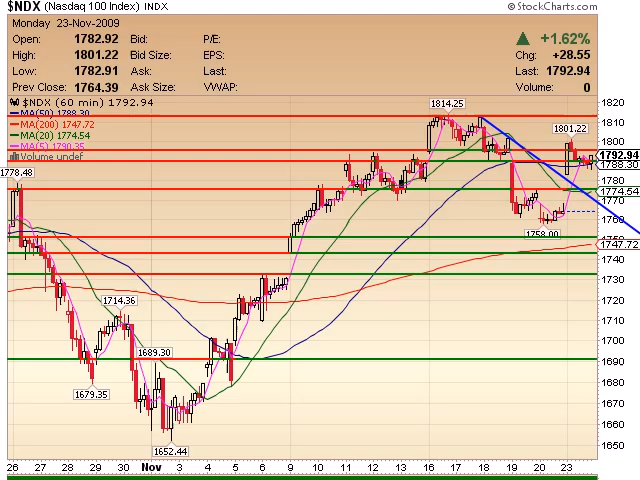 $NDX (Nasdaq 100 Index) INDX
© StockCharts.com
Monday 23-Nov-2009
Open: 1782.92 Bid: P/E: +1.62%
High: 1801.22 Bid Size: EPS: Chg: +28.55
Low: 1782.91 Ask: Last: Last: 1792.94
Prev Close: 1764.39 Ask Size: VWAP: Volume: 0
$NDX (60 min) 1792.94
MA(50) 1788.30
MA(200) 1747.72
MA(20) 1774.54
MA(5) 1790.35
Volume undef
1778.48
1714.36
1679.35
1689.30
1652.44
1814.25
1758.00
1801.22
1820
1810
1800
1792.94
1788.30
1780
1774.54
1770
1760
1750
1747.72
1740
1730
1720
1710
1700
1690
1680
1670
1660
1650
26 27 28 29 30 Nov 3 4 5 6 9 10 11 12 13 16 17 18 19 20 23